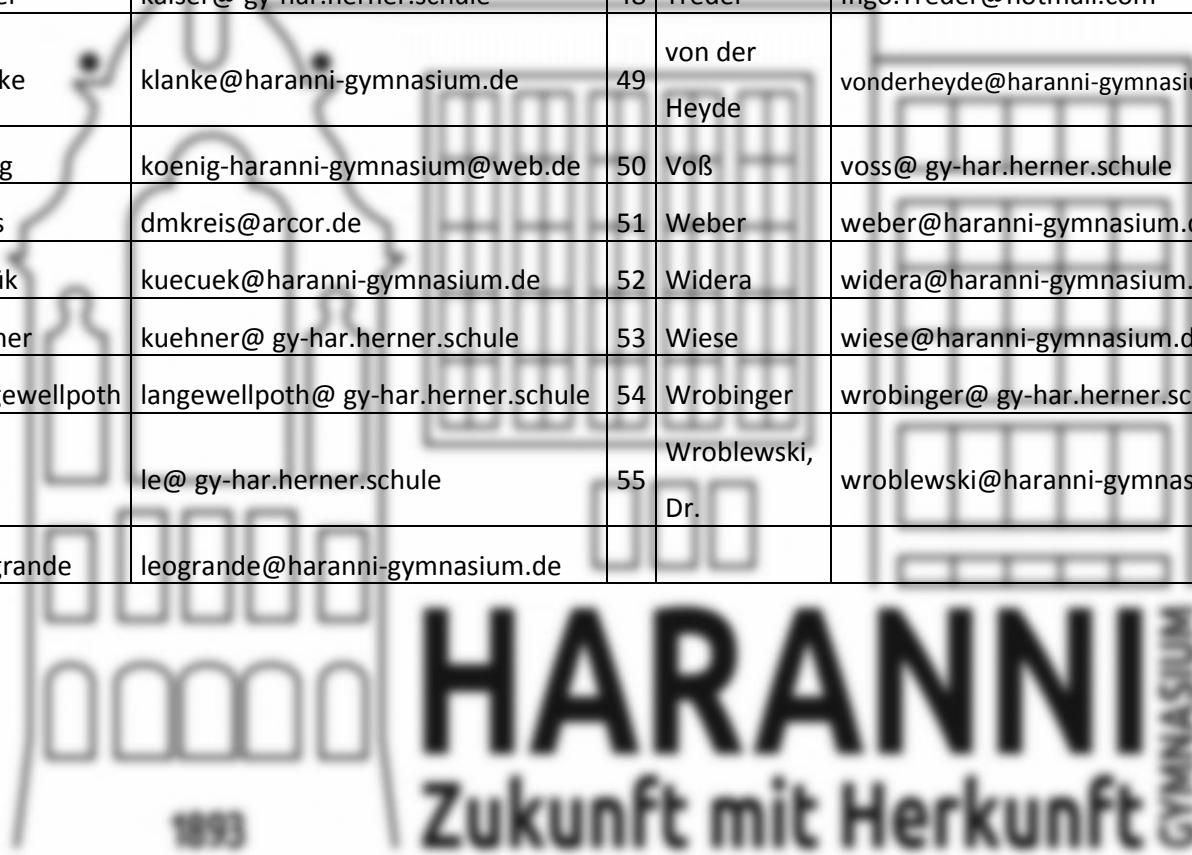 kaiser@ gy-har.herner.schule 48 Treder ingo.Treder@hotmail.com
ke klanke@haranni-gymnasium.de 49 von der Heyde vonderheyde@haranni-gymnasiu
g koenig-haranni-gymnasium@web.de 50 Voß voss@ gy-har.herner.schule
s dmkreis@arcor.de 51 Weber weber@haranni-gymnasium.d
ük kuecuek@haranni-gymnasium.de 52 Widera widera@haranni-gymnasium.
ner kuehner@ gy-har.herner.schule 53 Wiese wiese@haranni-gymnasium.d
gewellpoth langewellpoth@ gy-har.herner.schule 54 Wrobinger wrobinger@ gy-har.herner.sc
le@ gy-har.herner.schule 55 Wroblewski, Dr. wroblewski@haranni-gymnas
grande leogrande@haranni-gymnasium.de
HARANNI
GYMNASIUM
Zukunft mit Herkunft
1893